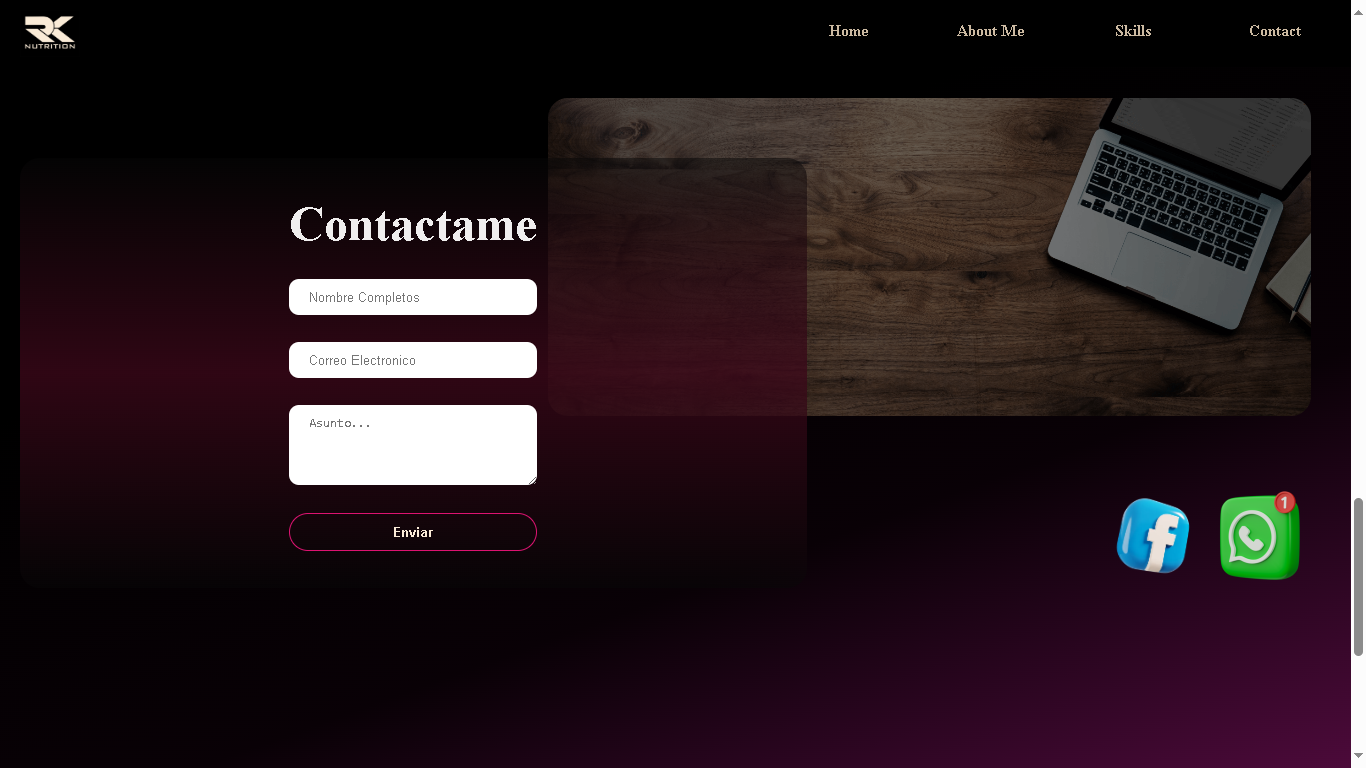 RK
NUTRITION
Home
About Me
Skills
Contact
Contactame
Nombre Completos
Correo Electronico
Asunto...
Enviar
1